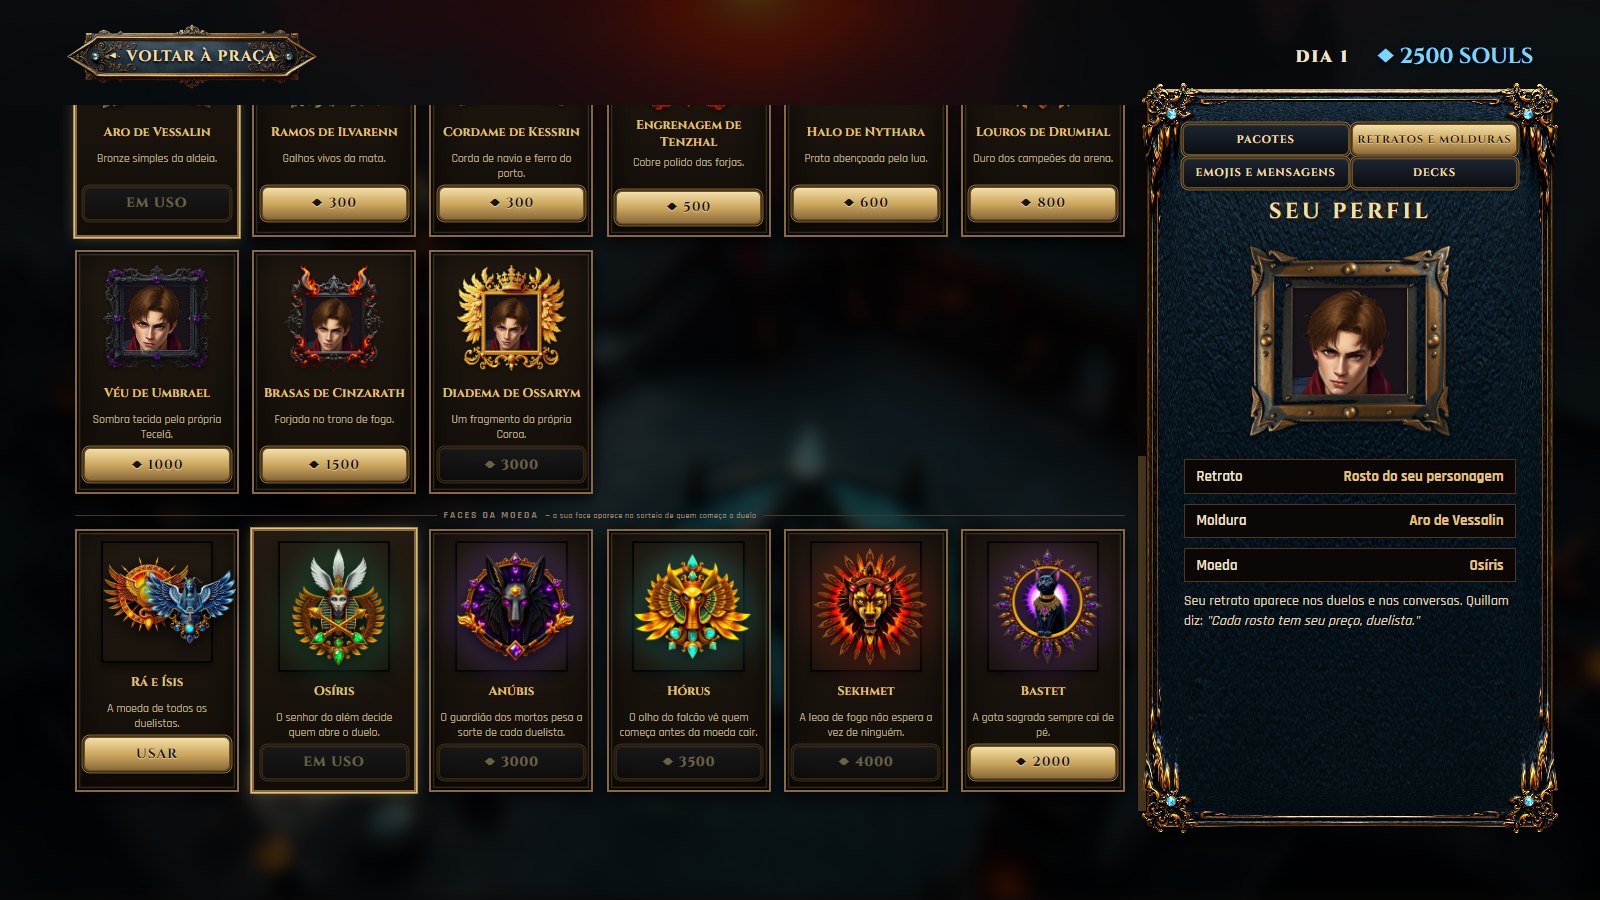 VOLTAR À PRAÇA
DIA 1
2500 SOULS
ARO DE VESSALIN
Bronze simples da aldeia.
EM USO
RAMOS DE ILVARENN
Galhos vivos da mata.
300
CORDAME DE KESSRIN
Corda de navio e ferro do
porto.
300
ENGRENAGEM DE
TENZHAL
Cobre polido das forjas.
500
HALO DE NYTHARA
Prata abençoada pela lua.
600
LOUROS DE DRUMHAL
Ouro dos campeões da arena.
800
VÉU DE UMBRAEL
Sombra tecida pela própria
Tecelã.
1000
BRASAS DE CINZARATH
Forjada no trono de fogo.
1500
DIADEMA DE OSSARYM
Um fragmento da própria
Coroa.
3000
FACES DA MOEDA – a sua face aparece no sorteio de quem começa o duelo
RÁ E ÍSIS
A moeda de todos os
duelistas.
USAR
OSÍRIS
O senhor do além decide
quem abre o duelo.
EM USO
ANÚBIS
O guardião dos mortos pesa a
sorte de cada duelista.
3000
HÓRUS
O olho do falcão vê quem
começa antes da moeda cair.
3500
SEKHMET
A leoa de fogo não espera a
vez de ninguém.
4000
BASTET
A gata sagrada sempre cai de
pé.
2000
PACOTES
RETRATOS E MOLDURAS
EMOJIS E MENSAGENS
DECKS
SEU PERFIL
Retrato Rosto do seu personagem
Moldura Aro de Vessalin
Moeda Osíris
Seu retrato aparece nos duelos e nas conversas. Quillam
diz: "Cada rosto tem seu preço, duelista."